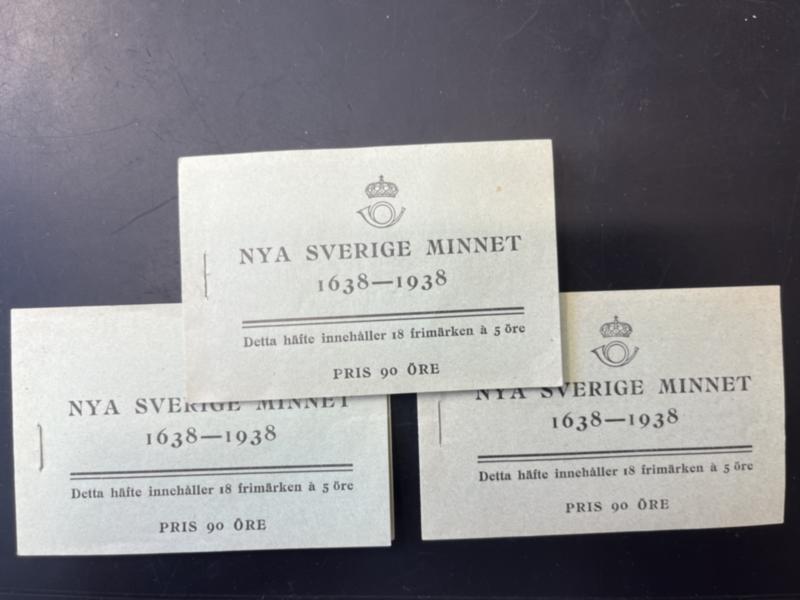 NYA SVERIGE MINNET
1638—1938
Detta häfte innehåller 18 frimärken à 5 öre
PRIS 90 ÖRE
NYA SVERIGE MINNET
1638—1938
Detta häfte innehåller 18 frimärken à 5 öre
PRIS 90 ÖRE
NYA SVERIGE MINNET
1638—1938
Detta häfte innehåller 18 frimärken à 5 öre
PRIS 90 ÖRE